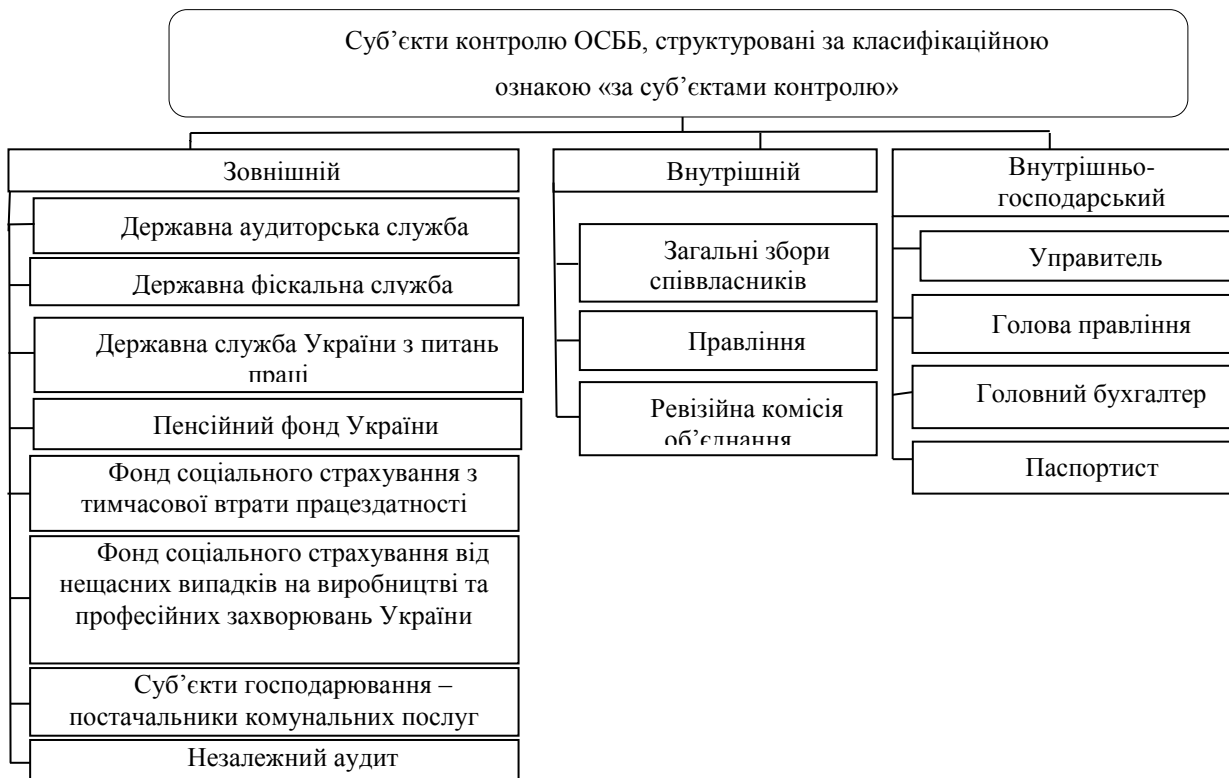 Суб’єкти контролю ОСББ, структуровані за класифікаційною
ознакою «за суб’єктами контролю»
Зовнішній
Державна аудиторська служба
Державна фіскальна служба
Державна служба України з питань
праці
Пенсійний фонд України
Фонд соціального страхування з
тимчасової втрати працездатності
Фонд соціального страхування від
нещасних випадків на виробництві та
професійних захворювань України
Суб’єкти господарювання –
постачальники комунальних послуг
Незалежний аудит
Внутрішній
Загальні збори
співвласників
Правління
Ревізійна комісія
об’єднання
Внутрішньо-
господарський
Управитель
Голова правління
Головний бухгалтер
Паспортист